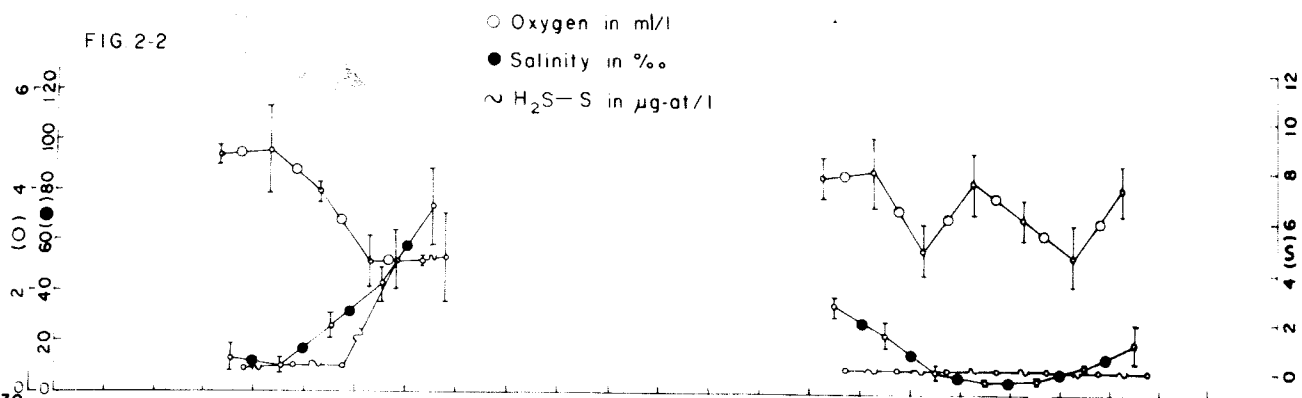 FIG 2-2
○ Oxygen in ml/l
● Salinity in ‰
~ H₂S—S in µg-at/l
6 120
100
4 80
(O) (●)
60
2 40
20
0 0
12
10
8
6
(S)
4
2
0